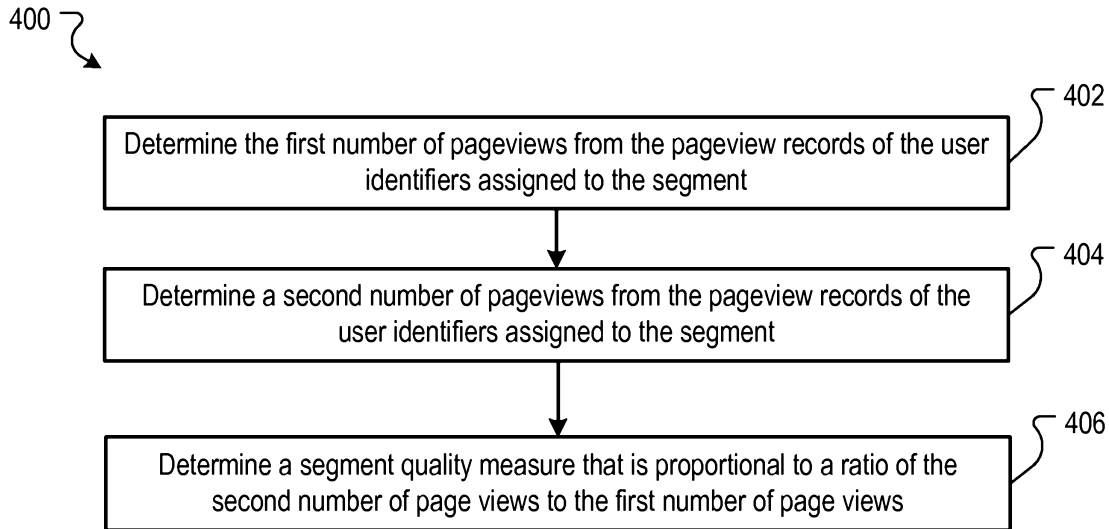 400
402
Determine the first number of pageviews from the pageview records of the user
identifiers assigned to the segment
404
Determine a second number of pageviews from the pageview records of the
user identifiers assigned to the segment
406
Determine a segment quality measure that is proportional to a ratio of the
second number of page views to the first number of page views